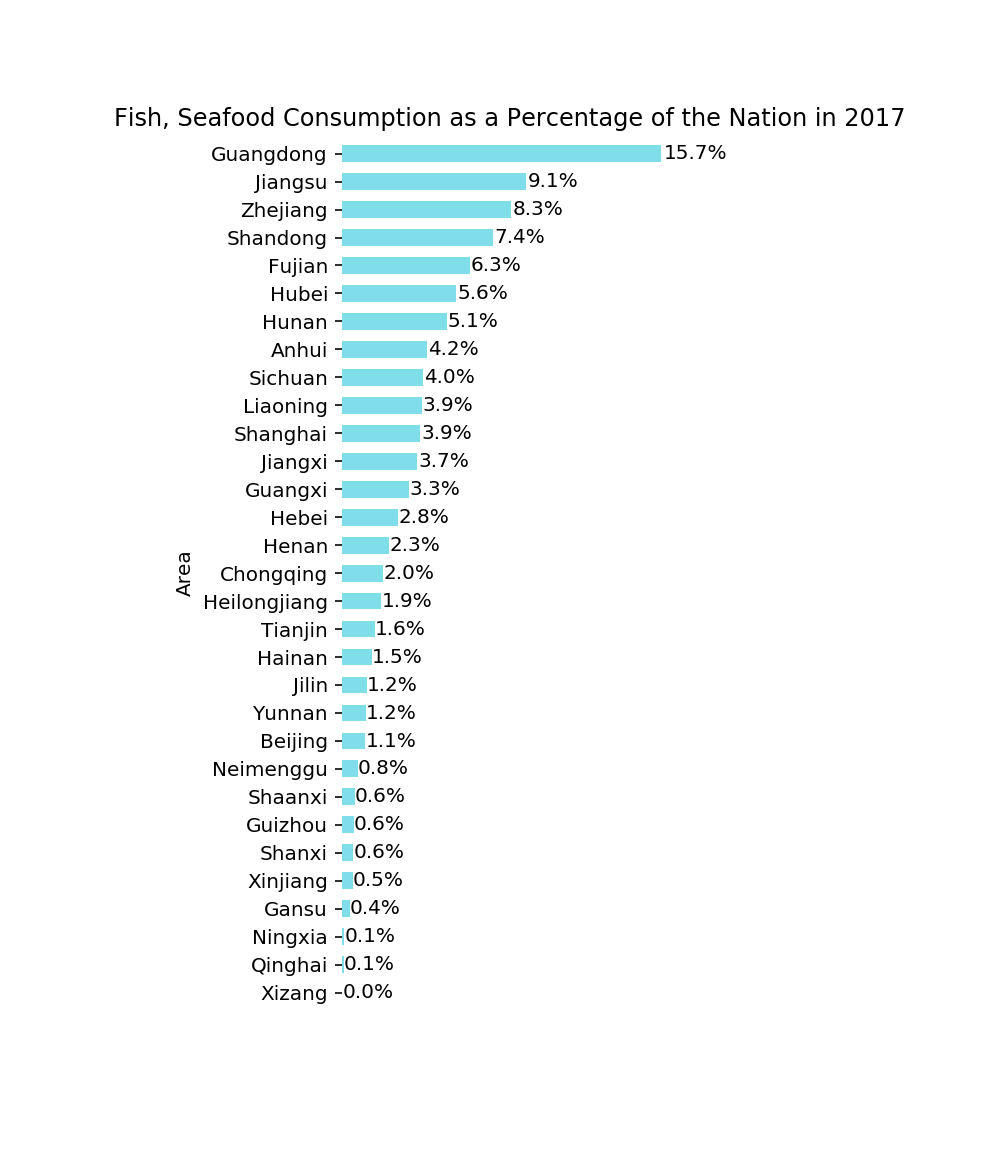 Fish, Seafood Consumption as a Percentage of the Nation in 2017
Guangdong 15.7%
Jiangsu 9.1%
Zhejiang 8.3%
Shandong 7.4%
Fujian 6.3%
Hubei 5.6%
Hunan 5.1%
Anhui 4.2%
Sichuan 4.0%
Liaoning 3.9%
Shanghai 3.9%
Jiangxi 3.7%
Guangxi 3.3%
Hebei 2.8%
Henan 2.3%
Area
Chongqing 2.0%
Heilongjiang 1.9%
Tianjin 1.6%
Hainan 1.5%
Jilin 1.2%
Yunnan 1.2%
Beijing 1.1%
Neimenggu 0.8%
Shaanxi 0.6%
Guizhou 0.6%
Shanxi 0.6%
Xinjiang 0.5%
Gansu 0.4%
Ningxia 0.1%
Qinghai 0.1%
Xizang 0.0%